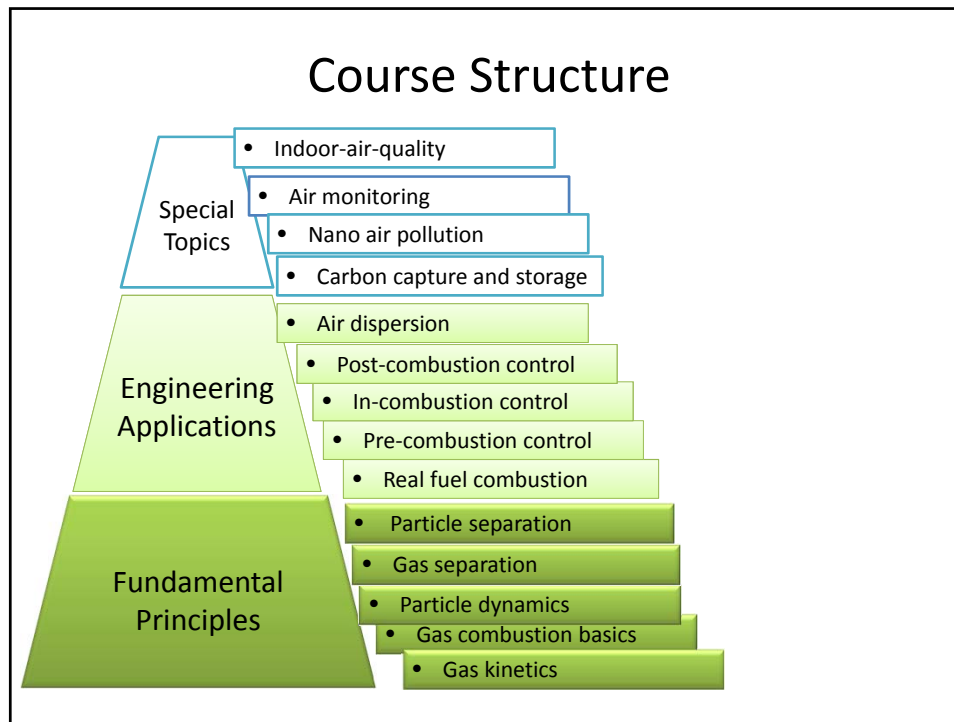 Course Structure
Special
Topics
• Indoor-air-quality
• Air monitoring
• Nano air pollution
• Carbon capture and storage
Engineering
Applications
• Air dispersion
• Post-combustion control
• In-combustion control
• Pre-combustion control
• Real fuel combustion
Fundamental
Principles
• Particle separation
• Gas separation
• Particle dynamics
• Gas combustion basics
• Gas kinetics